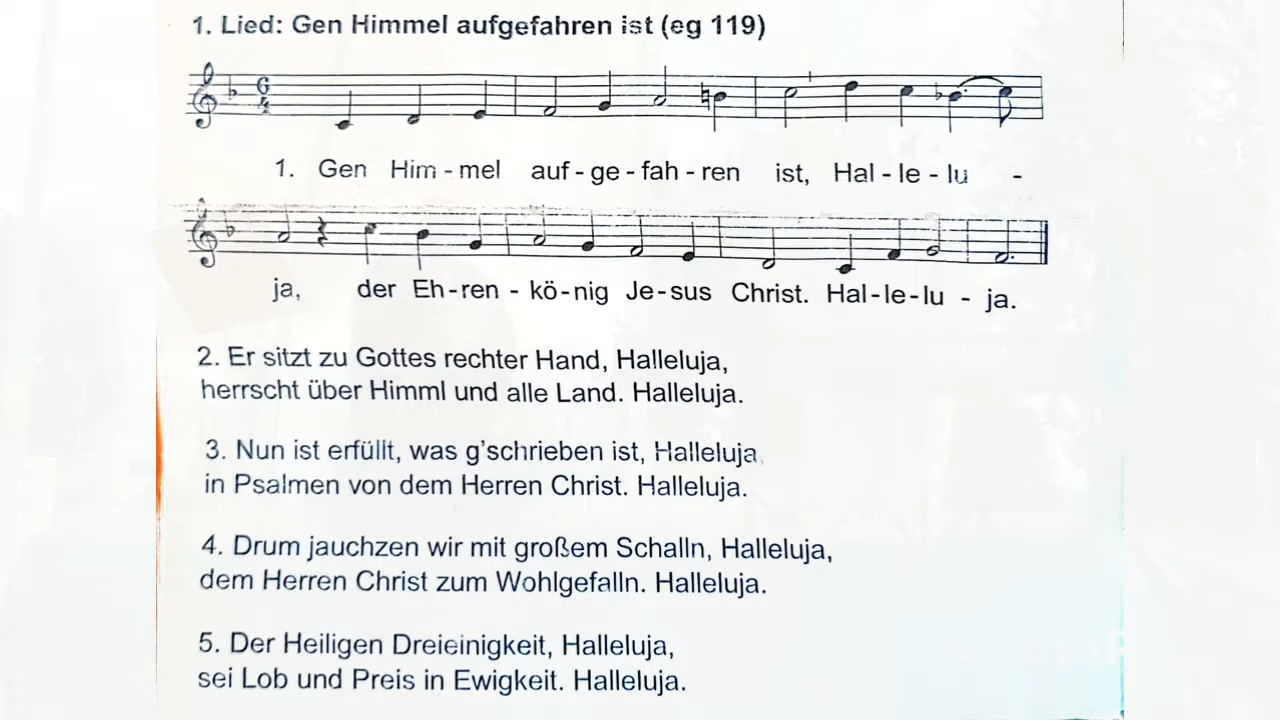 1. Lied: Gen Himmel aufgefahren ist (eg 119)
6
4
1. Gen Him - mel auf - ge - fah - ren ist, Hal - le - lu -
ja, der Eh - ren - kö - nig Je - sus Christ. Hal - le - lu - ja.
2. Er sitzt zu Gottes rechter Hand, Halleluja,
herrscht über Himml und alle Land. Halleluja.
3. Nun ist erfüllt, was g'schrieben ist, Halleluja,
in Psalmen von dem Herren Christ. Halleluja.
4. Drum jauchzen wir mit großem Schalln, Halleluja,
dem Herren Christ zum Wohlgefalln. Halleluja.
5. Der Heiligen Dreieinigkeit, Halleluja,
sei Lob und Preis in Ewigkeit. Halleluja.